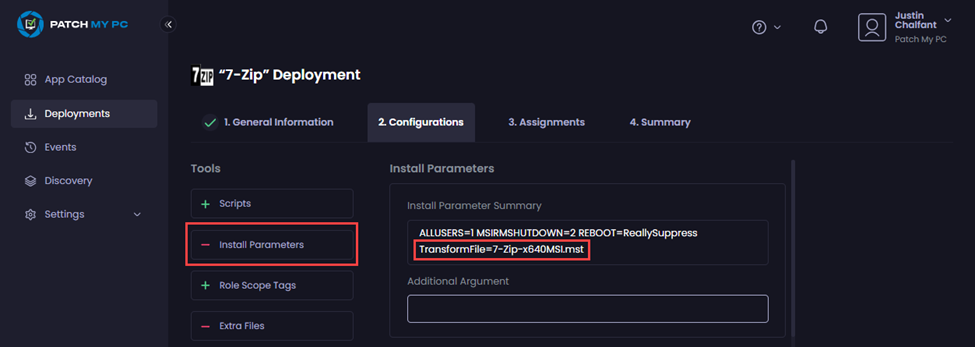 PATCH MY PC
Justin
Chalfant
Patch My PC
App Catalog
Deployments
Events
Discovery
Settings
7ZIP "7-Zip" Deployment
1. General Information
2. Configurations
3. Assignments
4. Summary
Tools
Scripts
Install Parameters
Role Scope Tags
Extra Files
Install Parameters
Install Parameter Summary
ALLUSERS=1 MSIRMSHUTDOWN=2 REBOOT=ReallySuppress
TransformFile=7-Zip-x640MSI.mst
Additional Argument